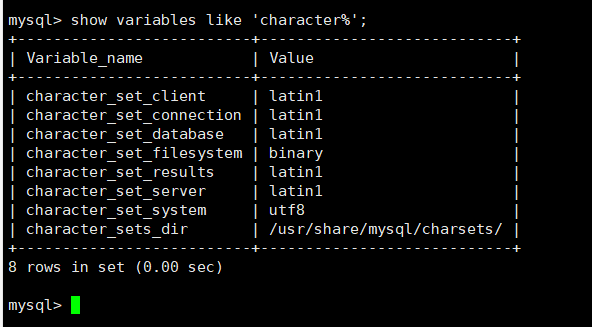 mysql> show variables like 'character%';
+--------------------------+----------------------------+
| Variable_name            | Value                      |
+--------------------------+----------------------------+
| character_set_client     | latin1                     |
| character_set_connection | latin1                     |
| character_set_database   | latin1                     |
| character_set_filesystem | binary                     |
| character_set_results    | latin1                     |
| character_set_server     | latin1                     |
| character_set_system     | utf8                       |
| character_sets_dir       | /usr/share/mysql/charsets/ |
+--------------------------+----------------------------+
8 rows in set (0.00 sec)
mysql>